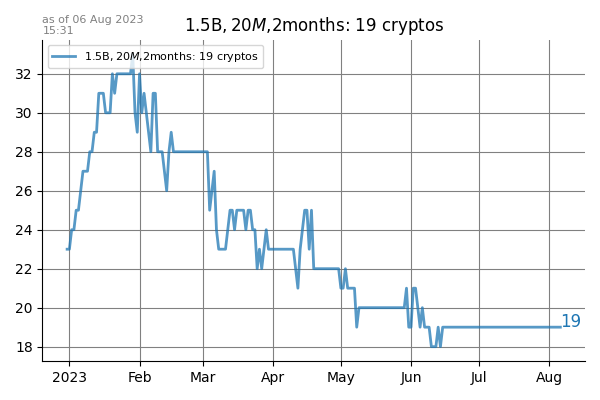 as of 06 Aug 2023
15:31
1.5B, 20M,2months: 19 cryptos
1.5B, 20M,2months: 19 cryptos
32
30
28
26
24
22
20
18
19
2023 Feb Mar Apr May Jun Jul Aug